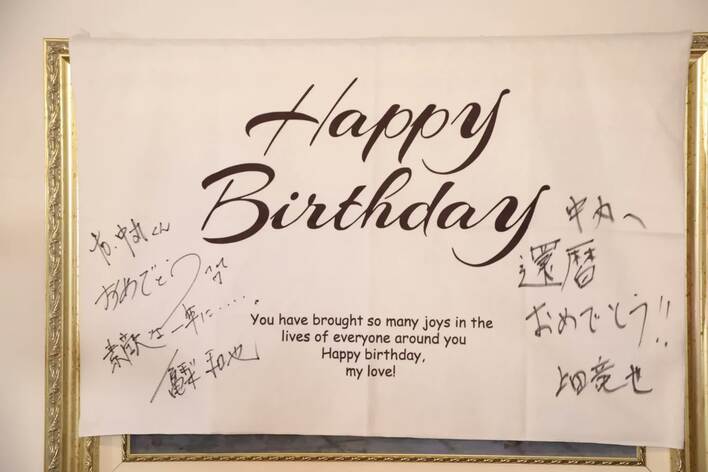 Happy
Birthday
You have brought so many joys in the
lives of everyone around you
Happy birthday,
my love!
中丸くん
おめでとう
素敵な一年に......
亀梨 和也
中丸へ
還暦
おめでとう!!
上田竜也